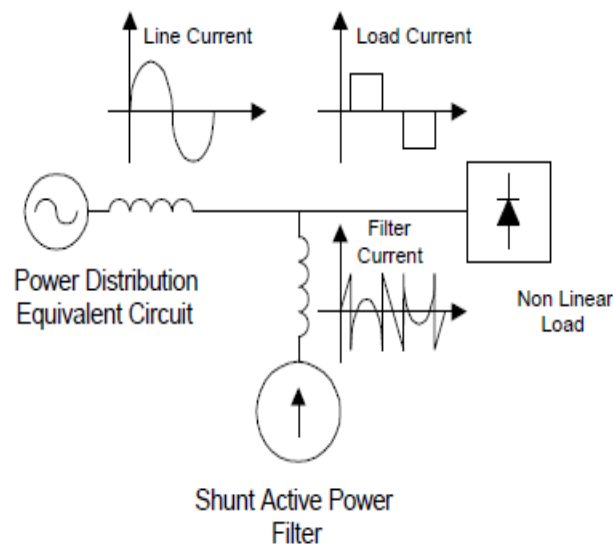 Line Current
Load Current
Filter
Current
Power Distribution
Equivalent Circuit
Non Linear
Load
Shunt Active Power
Filter